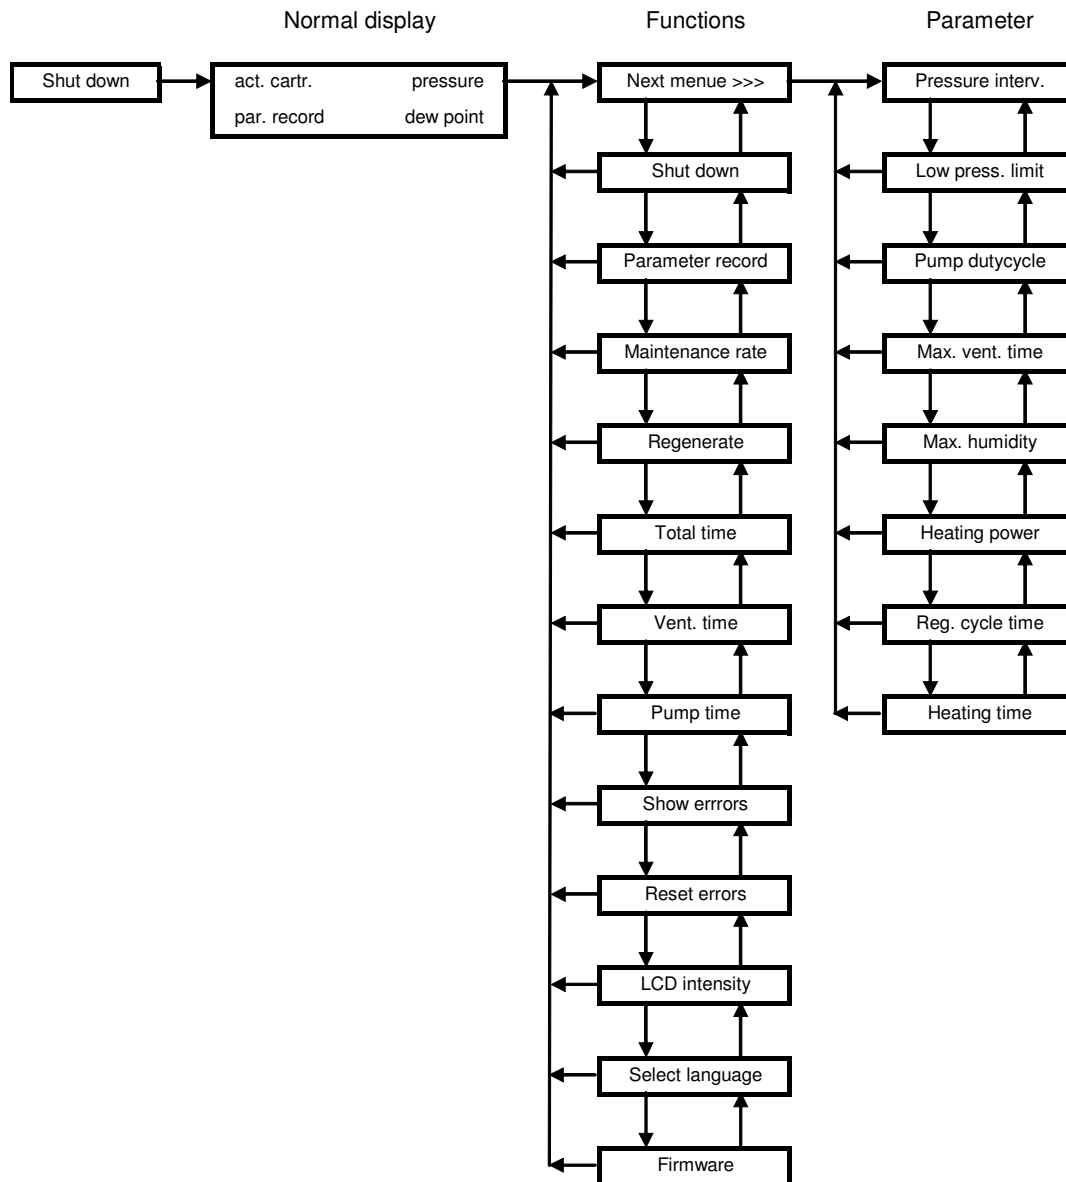 Normal display
Functions
Parameter
Shut down
act. cartr. pressure
par. record dew point
Next menue >>>
Shut down
Parameter record
Maintenance rate
Regenerate
Total time
Vent. time
Pump time
Show errrors
Reset errors
LCD intensity
Select language
Firmware
Pressure interv.
Low press. limit
Pump dutycycle
Max. vent. time
Max. humidity
Heating power
Reg. cycle time
Heating time